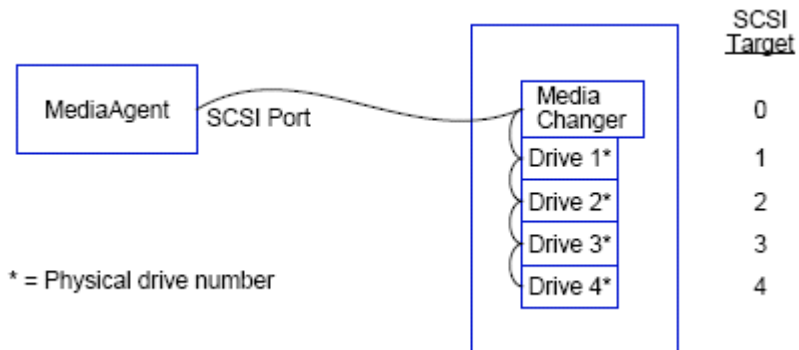 SCSI
Target
MediaAgent
SCSI Port
Media
Changer
0
Drive 1*
1
Drive 2*
2
Drive 3*
3
Drive 4*
4
* = Physical drive number